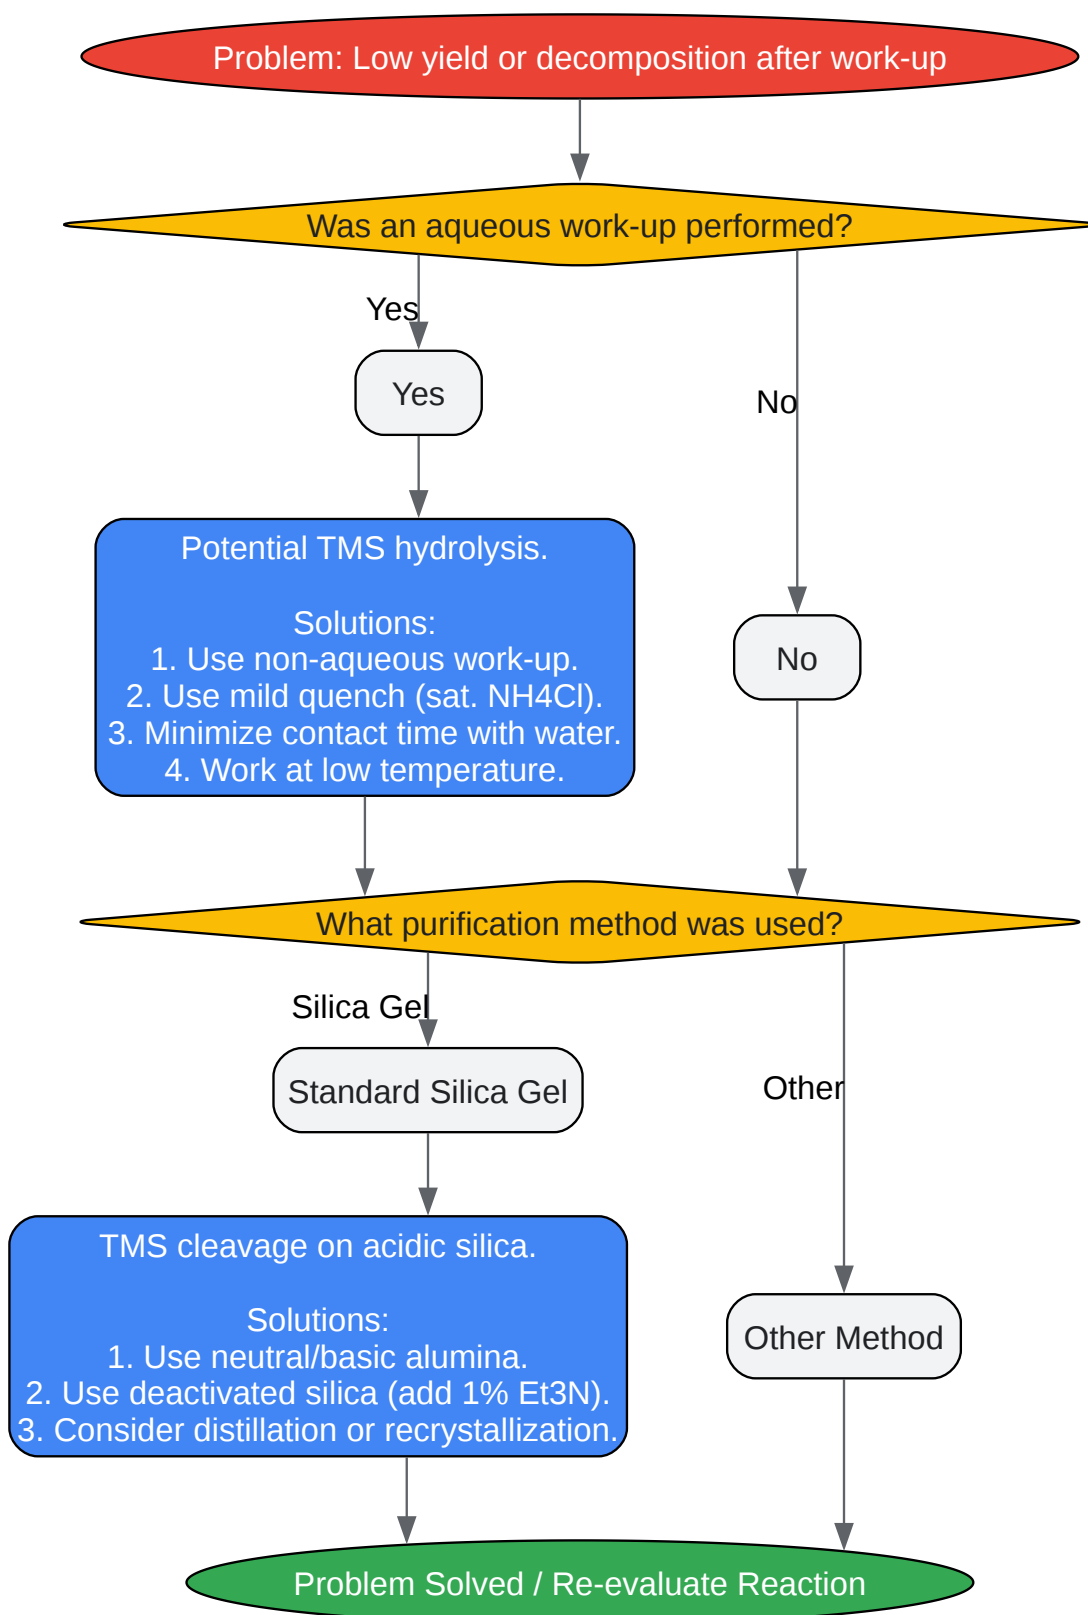 Problem: Low yield or decomposition after work-up
Was an aqueous work-up performed?
Yes
No
Yes
Potential TMS hydrolysis.
Solutions:
1. Use non-aqueous work-up.
2. Use mild quench (sat. NH4Cl).
3. Minimize contact time with water.
4. Work at low temperature.
No
What purification method was used?
Silica Gel
Other
Standard Silica Gel
TMS cleavage on acidic silica.
Solutions:
1. Use neutral/basic alumina.
2. Use deactivated silica (add 1% Et3N).
3. Consider distillation or recrystallization.
Other Method
Problem Solved / Re-evaluate Reaction